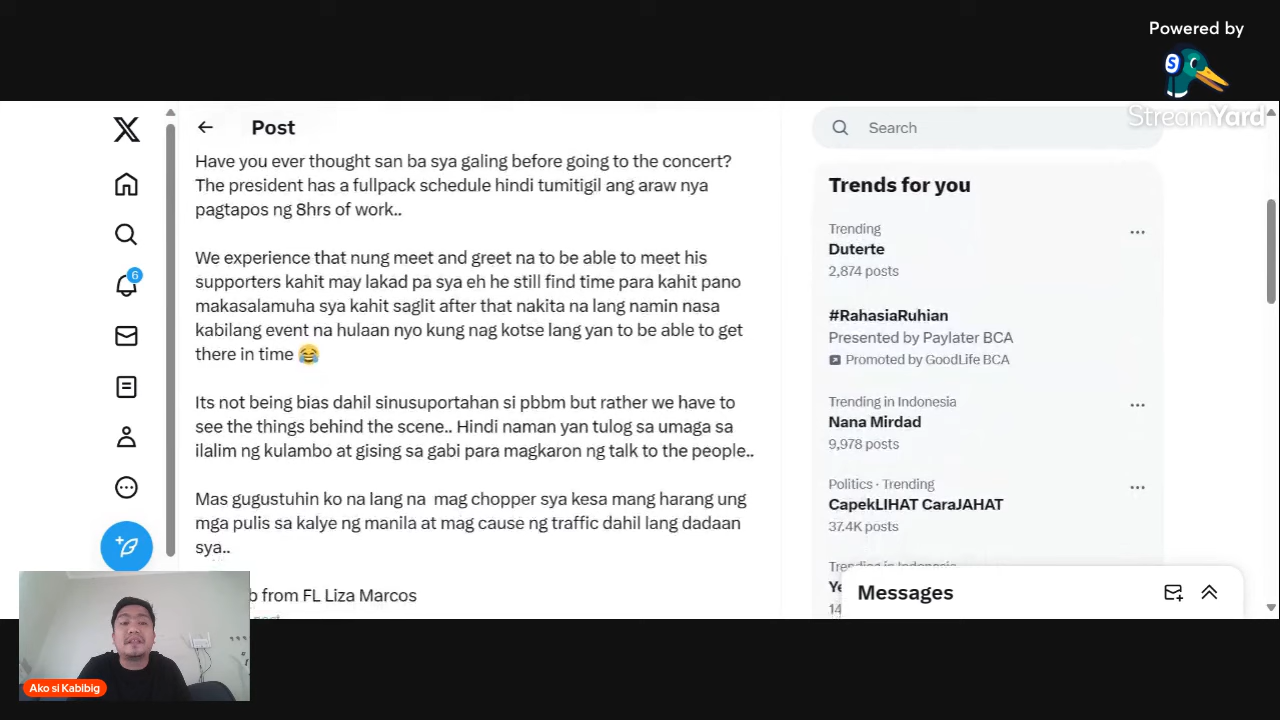 Powered by
S
StreamYard
Post
Have you ever thought san ba sya galing before going to the concert?
The president has a fullpack schedule hindi tumitigil ang araw nya
pagtapos ng 8hrs of work..
We experience that nung meet and greet na to be able to meet his
supporters kahit may lakad pa sya eh he still find time para kahit pano
makasalamuha sya kahit saglit after that nakita na lang namin nasa
kabilang event na hulaan nyo kung nag kotse lang yan to be able to get
there in time 😂
Its not being bias dahil sinusuportahan si pbbm but rather we have to
see the things behind the scene.. Hindi naman yan tulog sa umaga sa
ilalim ng kulambo at gising sa gabi para magkaron ng talk to the people..
Mas gugustuhin ko na lang na mag chopper sya kesa mang harang ung
mga pulis sa kalye ng manila at mag cause ng traffic dahil lang dadaan
sya..
from FL Liza Marcos
6
Search
Trends for you
Trending
Duterte
2,874 posts
#RahasiaRuhian
Presented by Paylater BCA
Promoted by GoodLife BCA
Trending in Indonesia
Nana Mirdad
9,978 posts
Politics · Trending
CapekLIHAT CaraJAHAT
37.4K posts
Messages
Ako si Kabibig